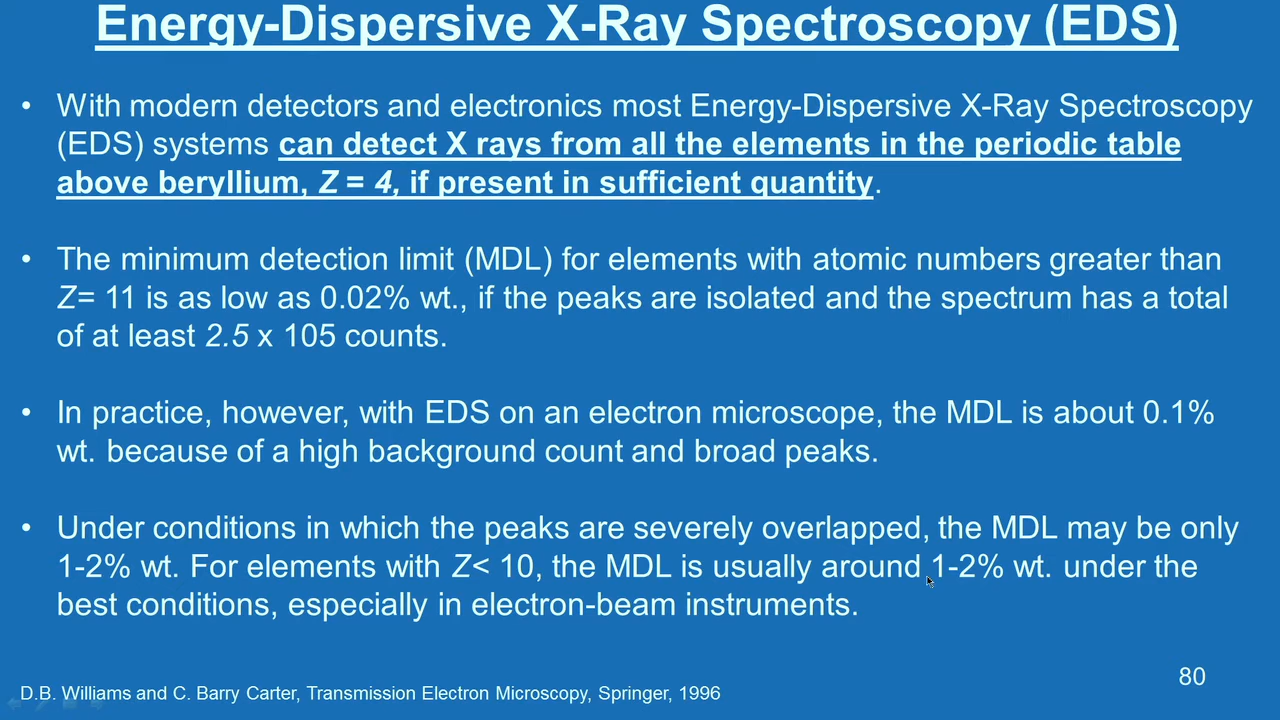 Energy-Dispersive X-Ray Spectroscopy (EDS)
• With modern detectors and electronics most Energy-Dispersive X-Ray Spectroscopy
(EDS) systems can detect X rays from all the elements in the periodic table
above beryllium, Z = 4, if present in sufficient quantity.
• The minimum detection limit (MDL) for elements with atomic numbers greater than
Z= 11 is as low as 0.02% wt., if the peaks are isolated and the spectrum has a total
of at least 2.5 x 105 counts.
• In practice, however, with EDS on an electron microscope, the MDL is about 0.1%
wt. because of a high background count and broad peaks.
• Under conditions in which the peaks are severely overlapped, the MDL may be only
1-2% wt. For elements with Z< 10, the MDL is usually around 1-2% wt. under the
best conditions, especially in electron-beam instruments.
80
D.B. Williams and C. Barry Carter, Transmission Electron Microscopy, Springer, 1996